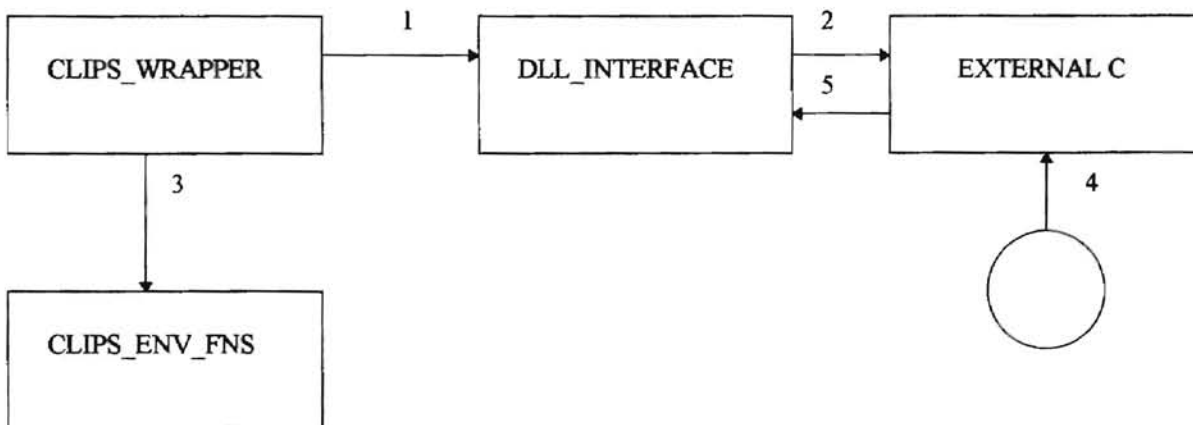 1
2
CLIPS_WRAPPER
DLL_INTERFACE
EXTERNAL C
5
3
4
CLIPS_ENV_FNS